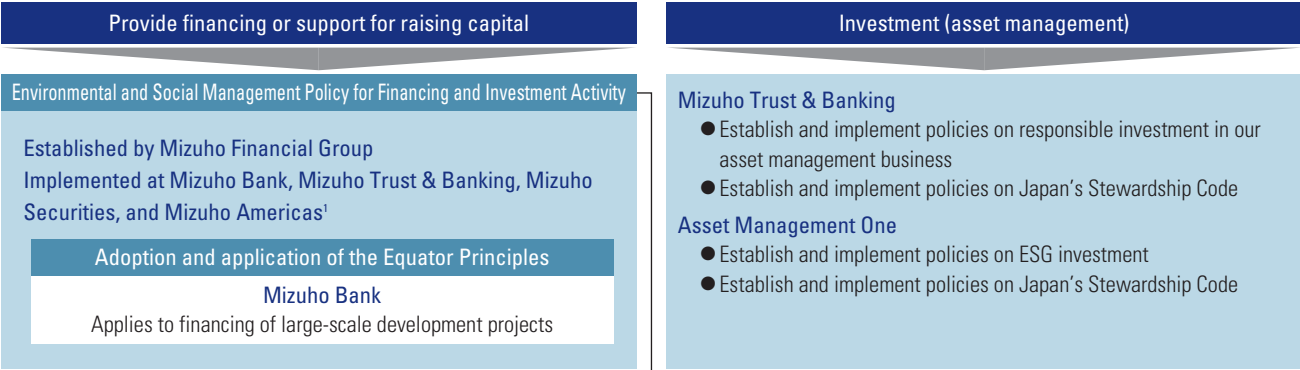 Provide financing or support for raising capital
Environmental and Social Management Policy for Financing and Investment Activity
Established by Mizuho Financial Group
Implemented at Mizuho Bank, Mizuho Trust & Banking, Mizuho
Securities, and Mizuho Americas¹
Adoption and application of the Equator Principles
Mizuho Bank
Applies to financing of large-scale development projects
Investment (asset management)
Mizuho Trust & Banking
● Establish and implement policies on responsible investment in our
asset management business
● Establish and implement policies on Japan's Stewardship Code
Asset Management One
● Establish and implement policies on ESG investment
● Establish and implement policies on Japan's Stewardship Code